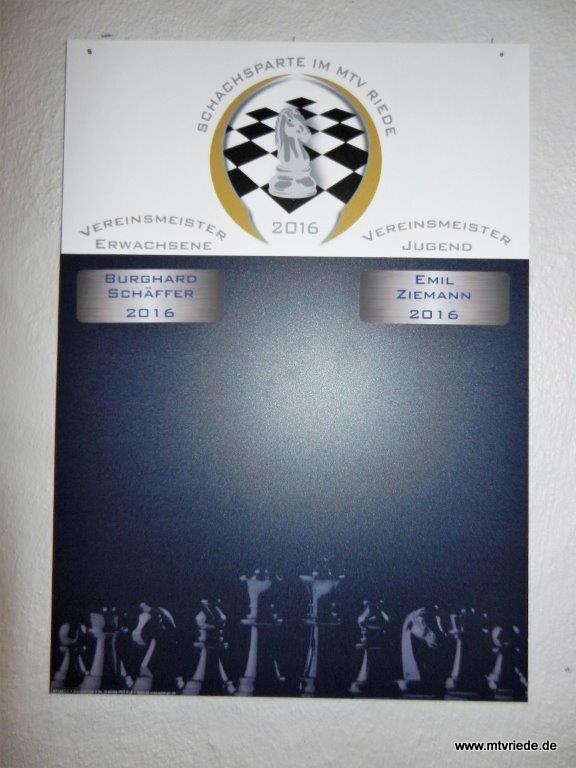 SCHACHSPARTE IM MTV RIEDE
2016
VEREINSMEISTER
ERWACHSENE
VEREINSMEISTER
JUGEND
BURGHARD
SCHÄFFER
2016
EMIL
ZIEMANN
2016
www.mtvriede.de